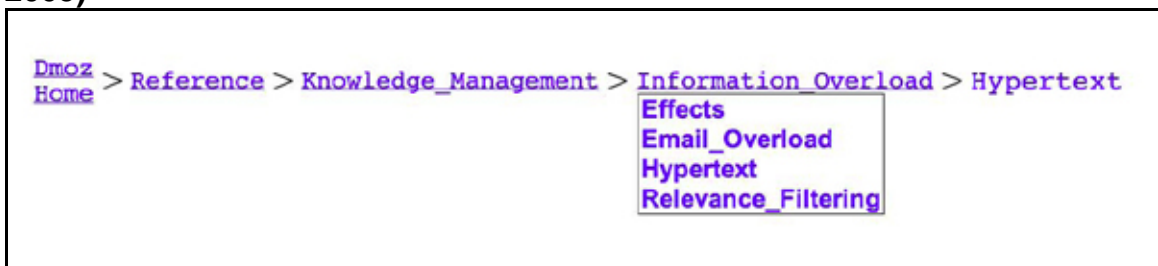 Dmoz Home > Reference > Knowledge_Management > Information_Overload > Hypertext
Effects
Email_Overload
Hypertext
Relevance_Filtering